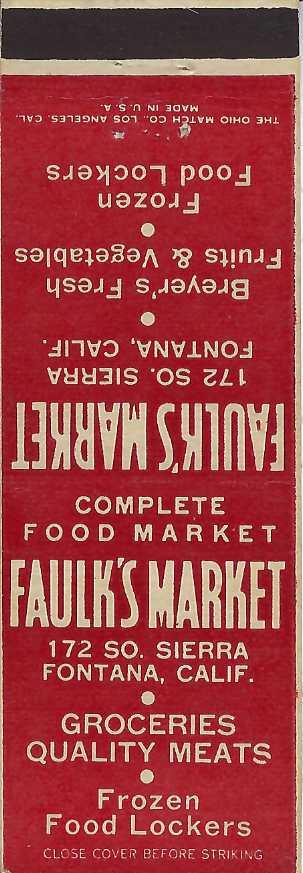 COMPLETE
FOOD MARKET
FAULK'S MARKET
172 SO. SIERRA
FONTANA, CALIF.
GROCERIES
QUALITY MEATS
Frozen
Food Lockers
CLOSE COVER BEFORE STRIKING
FAULK'S MARKET
172 SO. SIERRA
FONTANA, CALIF.
Breyer's Fresh
Fruits & Vegetables
Frozen
Food Lockers
THE OHIO MATCH CO., LOS ANGELES, CAL.
MADE IN U.S.A.